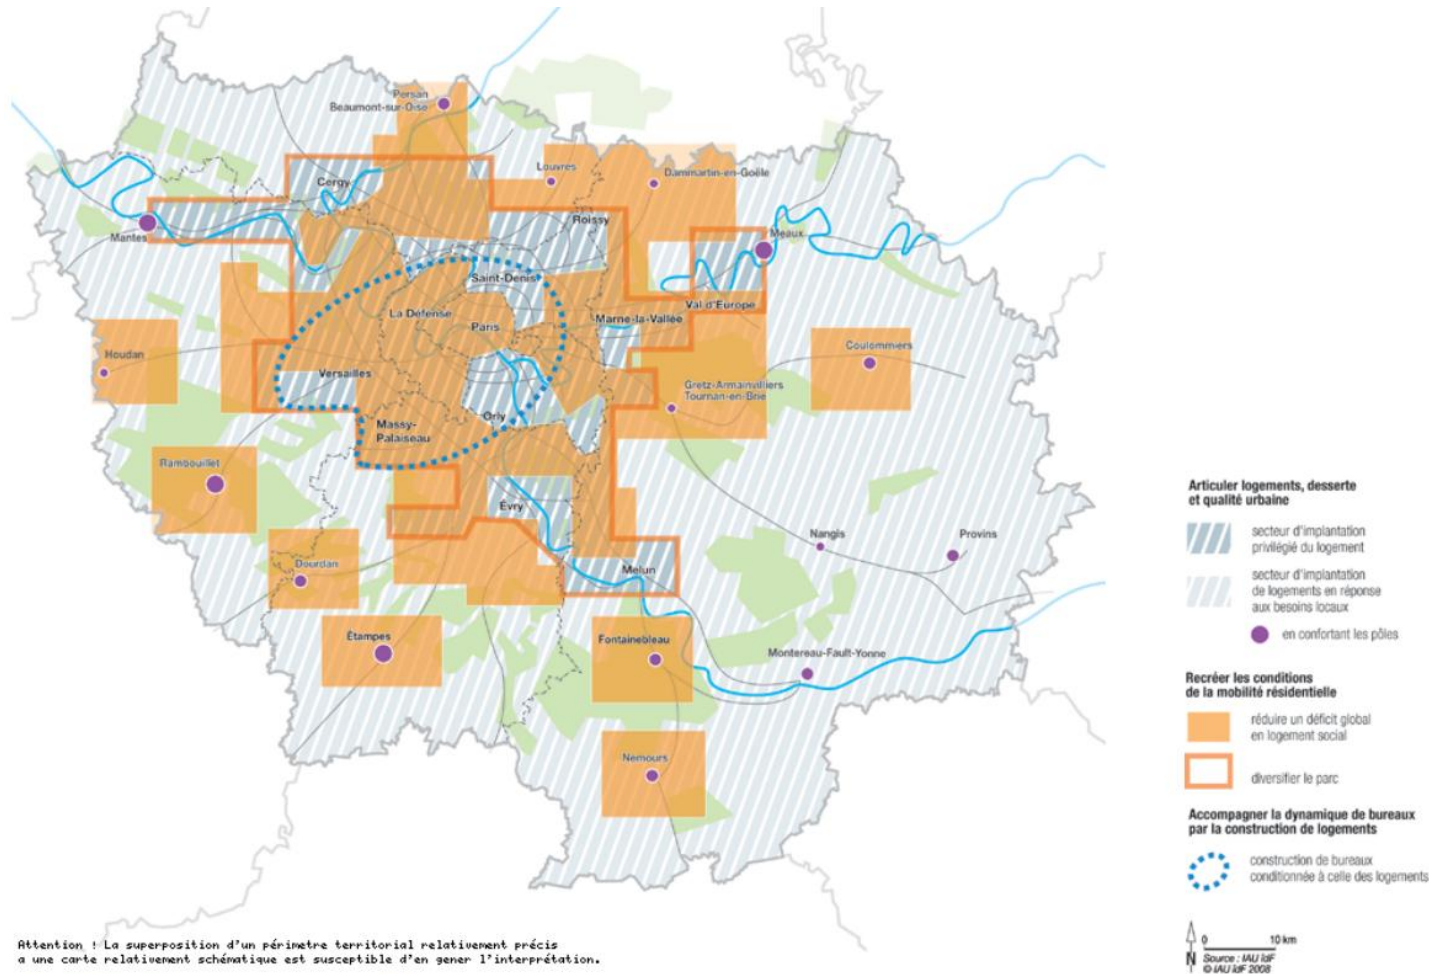 Persan
Beaumont-sur-Oise
Louvres
Dammartin-en-Goële
Cergy
Roissy
Mantes
Meaux
Saint-Denis
Val d'Europe
La Défense
Paris
Marne-la-Vallée
Houdan
Coulommiers
Versailles
Gretz-Armainvilliers
Tournan-en-Brie
Orly
Massy-
Palaiseau
Rambouillet
Évry
Nangis
Provins
Dourdan
Melun
Étampes
Fontainebleau
Montereau-Fault-Yonne
Nemours
Articuler logements, desserte
et qualité urbaine
secteur d'implantation
privilégié du logement
secteur d'implantation
de logements en réponse
aux besoins locaux
en confortant les pôles
Recréer les conditions
de la mobilité résidentielle
réduire un déficit global
en logement social
diversifier le parc
Accompagner la dynamique de bureaux
par la construction de logements
construction de bureaux
conditionnée à celle des logements
0 10 km
N
Source : IAU îdF
© IAU îdF 2008
Attention ! La superposition d'un périmetre territorial relativement précis
a une carte relativement schématique est susceptible d'en gener l'interprétation.